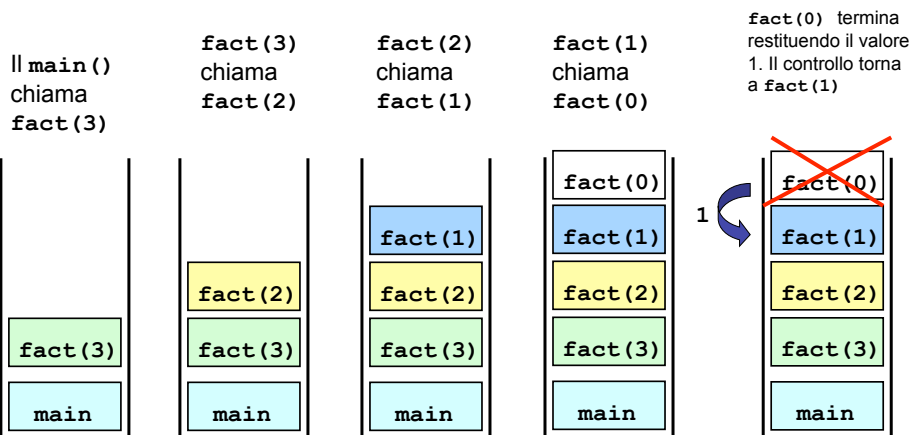 Il main()
chiama
fact(3)
fact(3)
chiama
fact(2)
fact(2)
chiama
fact(1)
fact(1)
chiama
fact(0)
fact(0) termina
restituendo il valore
1. Il controllo torna
a fact(1)
fact(3)
main
fact(2)
fact(3)
main
fact(1)
fact(2)
fact(3)
main
fact(0)
fact(1)
fact(2)
fact(3)
main
1
fact(0)
fact(1)
fact(2)
fact(3)
main